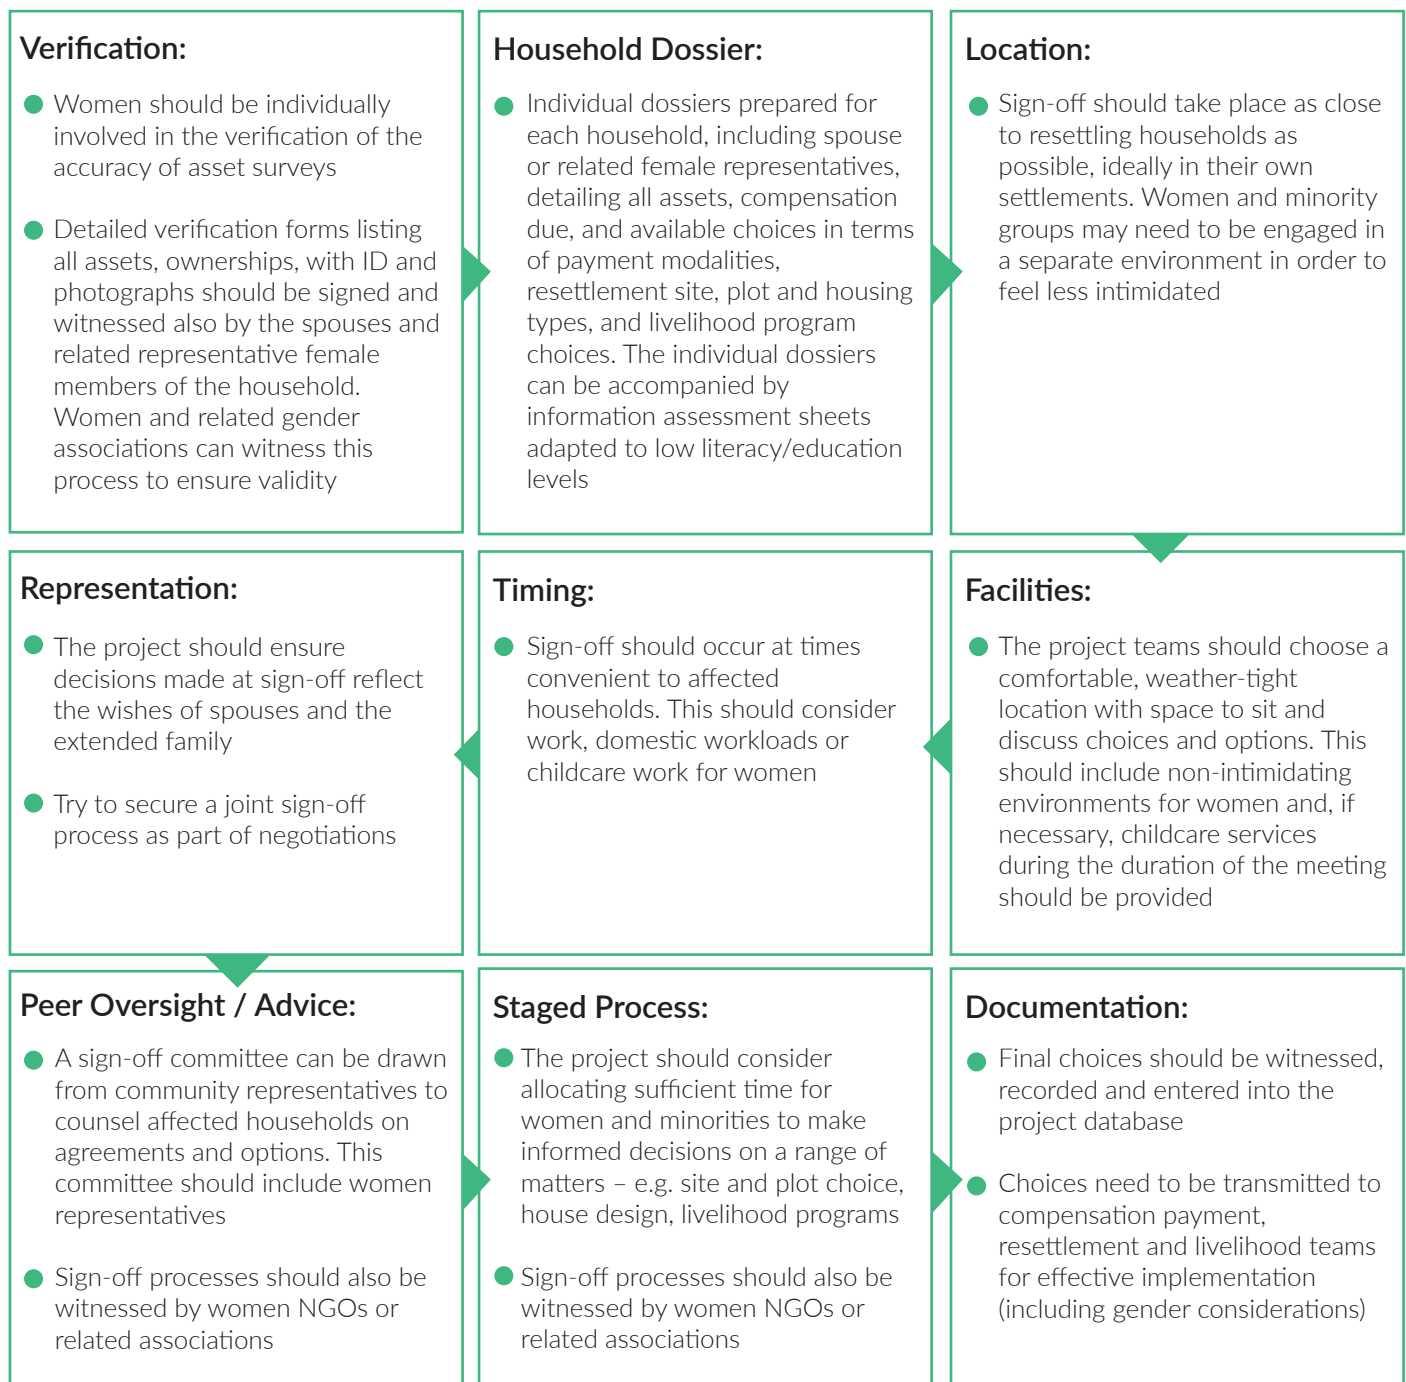 Verification:
Women should be individually
involved in the verification of the
accuracy of asset surveys
Detailed verification forms listing
all assets, ownerships, with ID and
photographs should be signed and
witnessed also by the spouses and
related representative female
members of the household.
Women and related gender
associations can witness this
process to ensure validity
Household Dossier:
Individual dossiers prepared for
each household, including spouse
or related female representatives,
detailing all assets, compensation
due, and available choices in terms
of payment modalities,
resettlement site, plot and housing
types, and livelihood program
choices. The individual dossiers
can be accompanied by
information assessment sheets
adapted to low literacy/education
levels
Location:
Sign-off should take place as close
to resettling households as
possible, ideally in their own
settlements. Women and minority
groups may need to be engaged in
a separate environment in order to
feel less intimidated
Facilities:
The project teams should choose a
comfortable, weather-tight
location with space to sit and
discuss choices and options. This
should include non-intimidating
environments for women and, if
necessary, childcare services
during the duration of the meeting
should be provided
Timing:
Sign-off should occur at times
convenient to affected
households. This should consider
work, domestic workloads or
childcare work for women
Representation:
The project should ensure
decisions made at sign-off reflect
the wishes of spouses and the
extended family
Try to secure a joint sign-off
process as part of negotiations
Peer Oversight / Advice:
A sign-off committee can be drawn
from community representatives to
counsel affected households on
agreements and options. This
committee should include women
representatives
Sign-off processes should also be
witnessed by women NGOs or
related associations
Staged Process:
The project should consider
allocating sufficient time for
women and minorities to make
informed decisions on a range of
matters – e.g. site and plot choice,
house design, livelihood programs
Sign-off processes should also be
witnessed by women NGOs or
related associations
Documentation:
Final choices should be witnessed,
recorded and entered into the
project database
Choices need to be transmitted to
compensation payment,
resettlement and livelihood teams
for effective implementation
(including gender considerations)